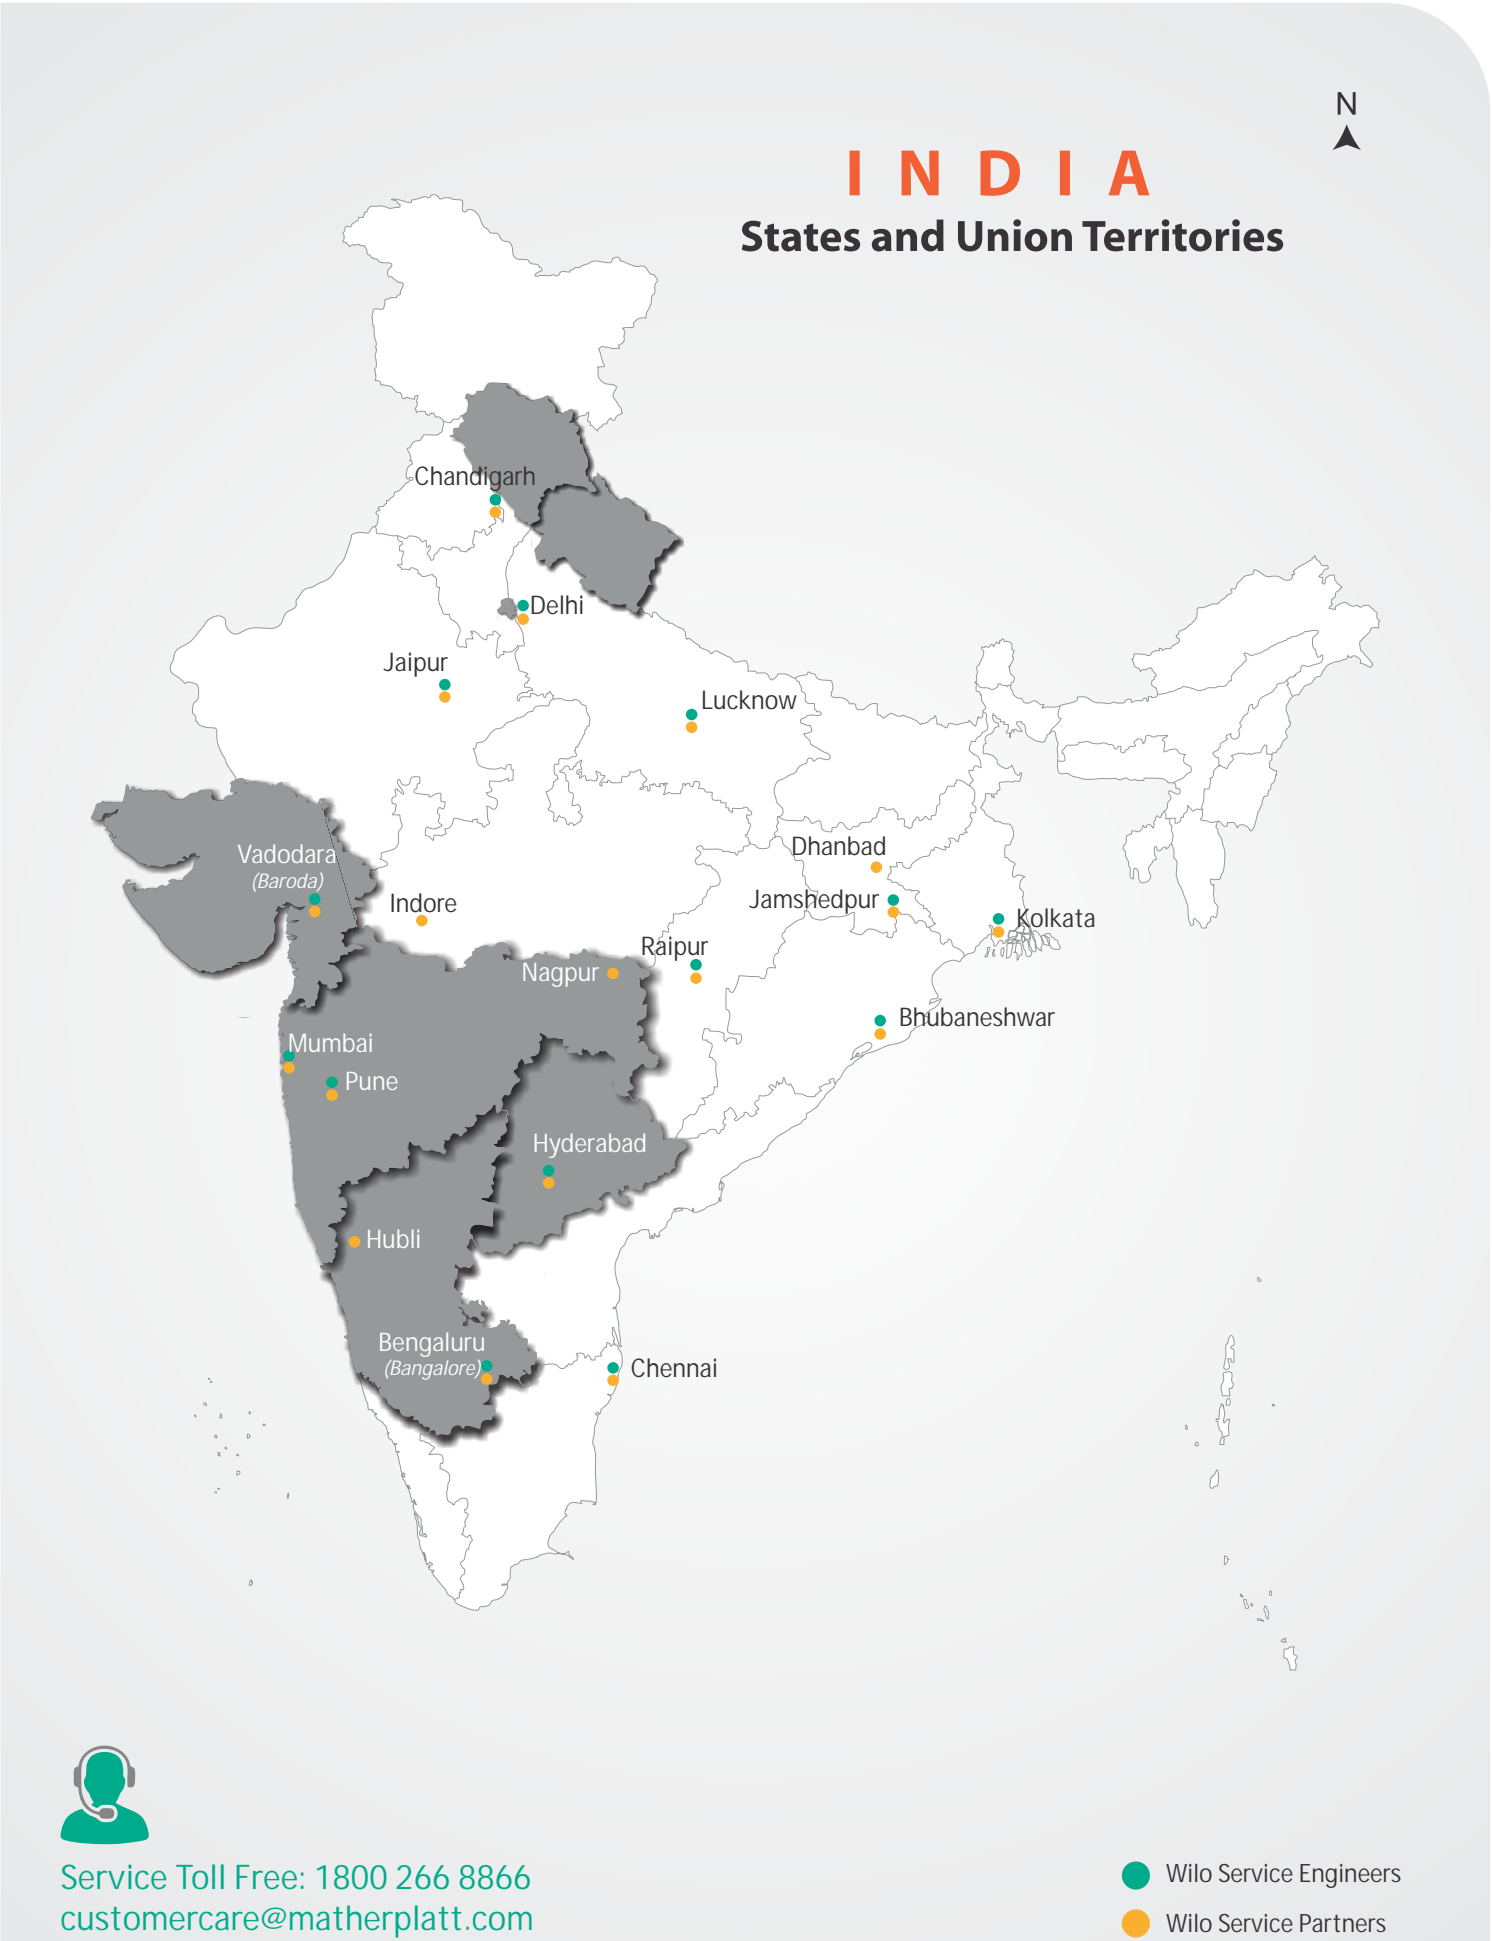 N
INDIA
States and Union Territories
Chandigarh
Delhi
Jaipur
Lucknow
Dhanbad
Vadodara
(Baroda)
Indore
Jamshedpur
Kolkata
Raipur
Nagpur
Bhubaneshwar
Mumbai
Pune
Hyderabad
Hubli
Bengaluru
(Bangalore)
Chennai
Service Toll Free: 1800 266 8866
customercare@matherplatt.com
Wilo Service Engineers
Wilo Service Partners